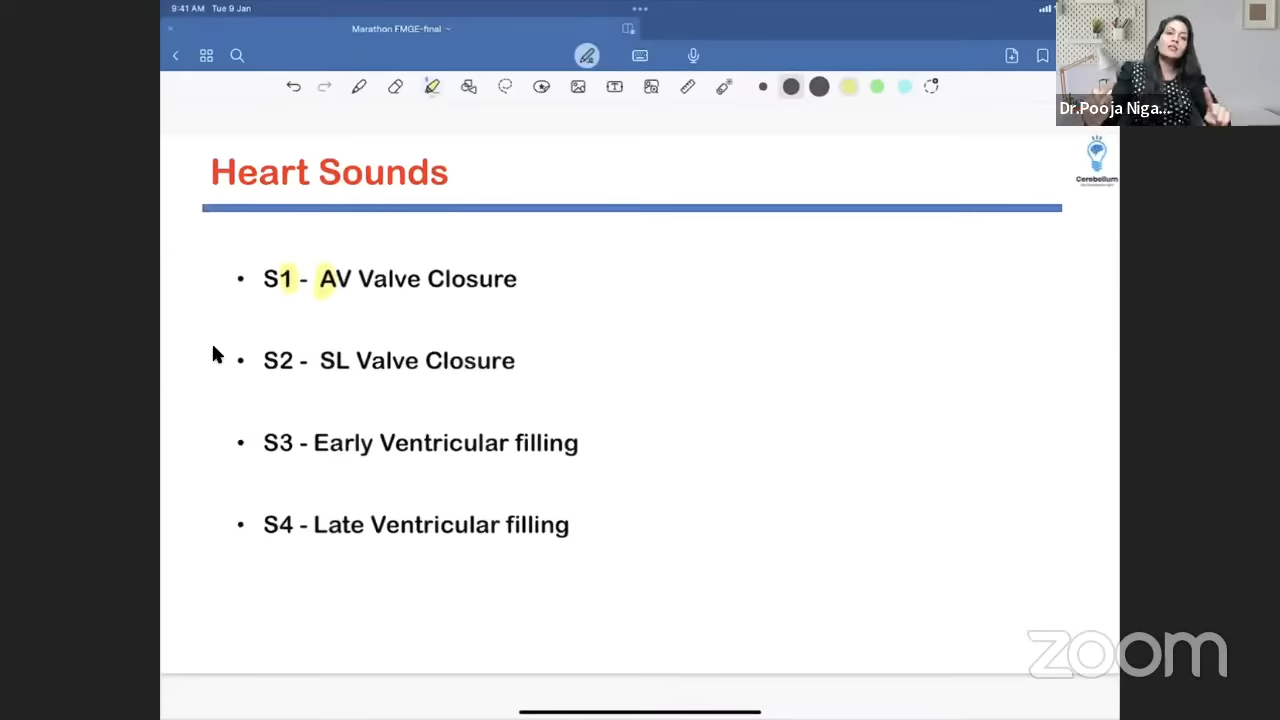 9:41 AM Tue 9 Jan
Marathon FMGE-final
Dr.Pooja Niga...
Heart Sounds
Cerebellum
• S1 - AV Valve Closure
• S2 - SL Valve Closure
• S3 - Early Ventricular filling
• S4 - Late Ventricular filling
zoom